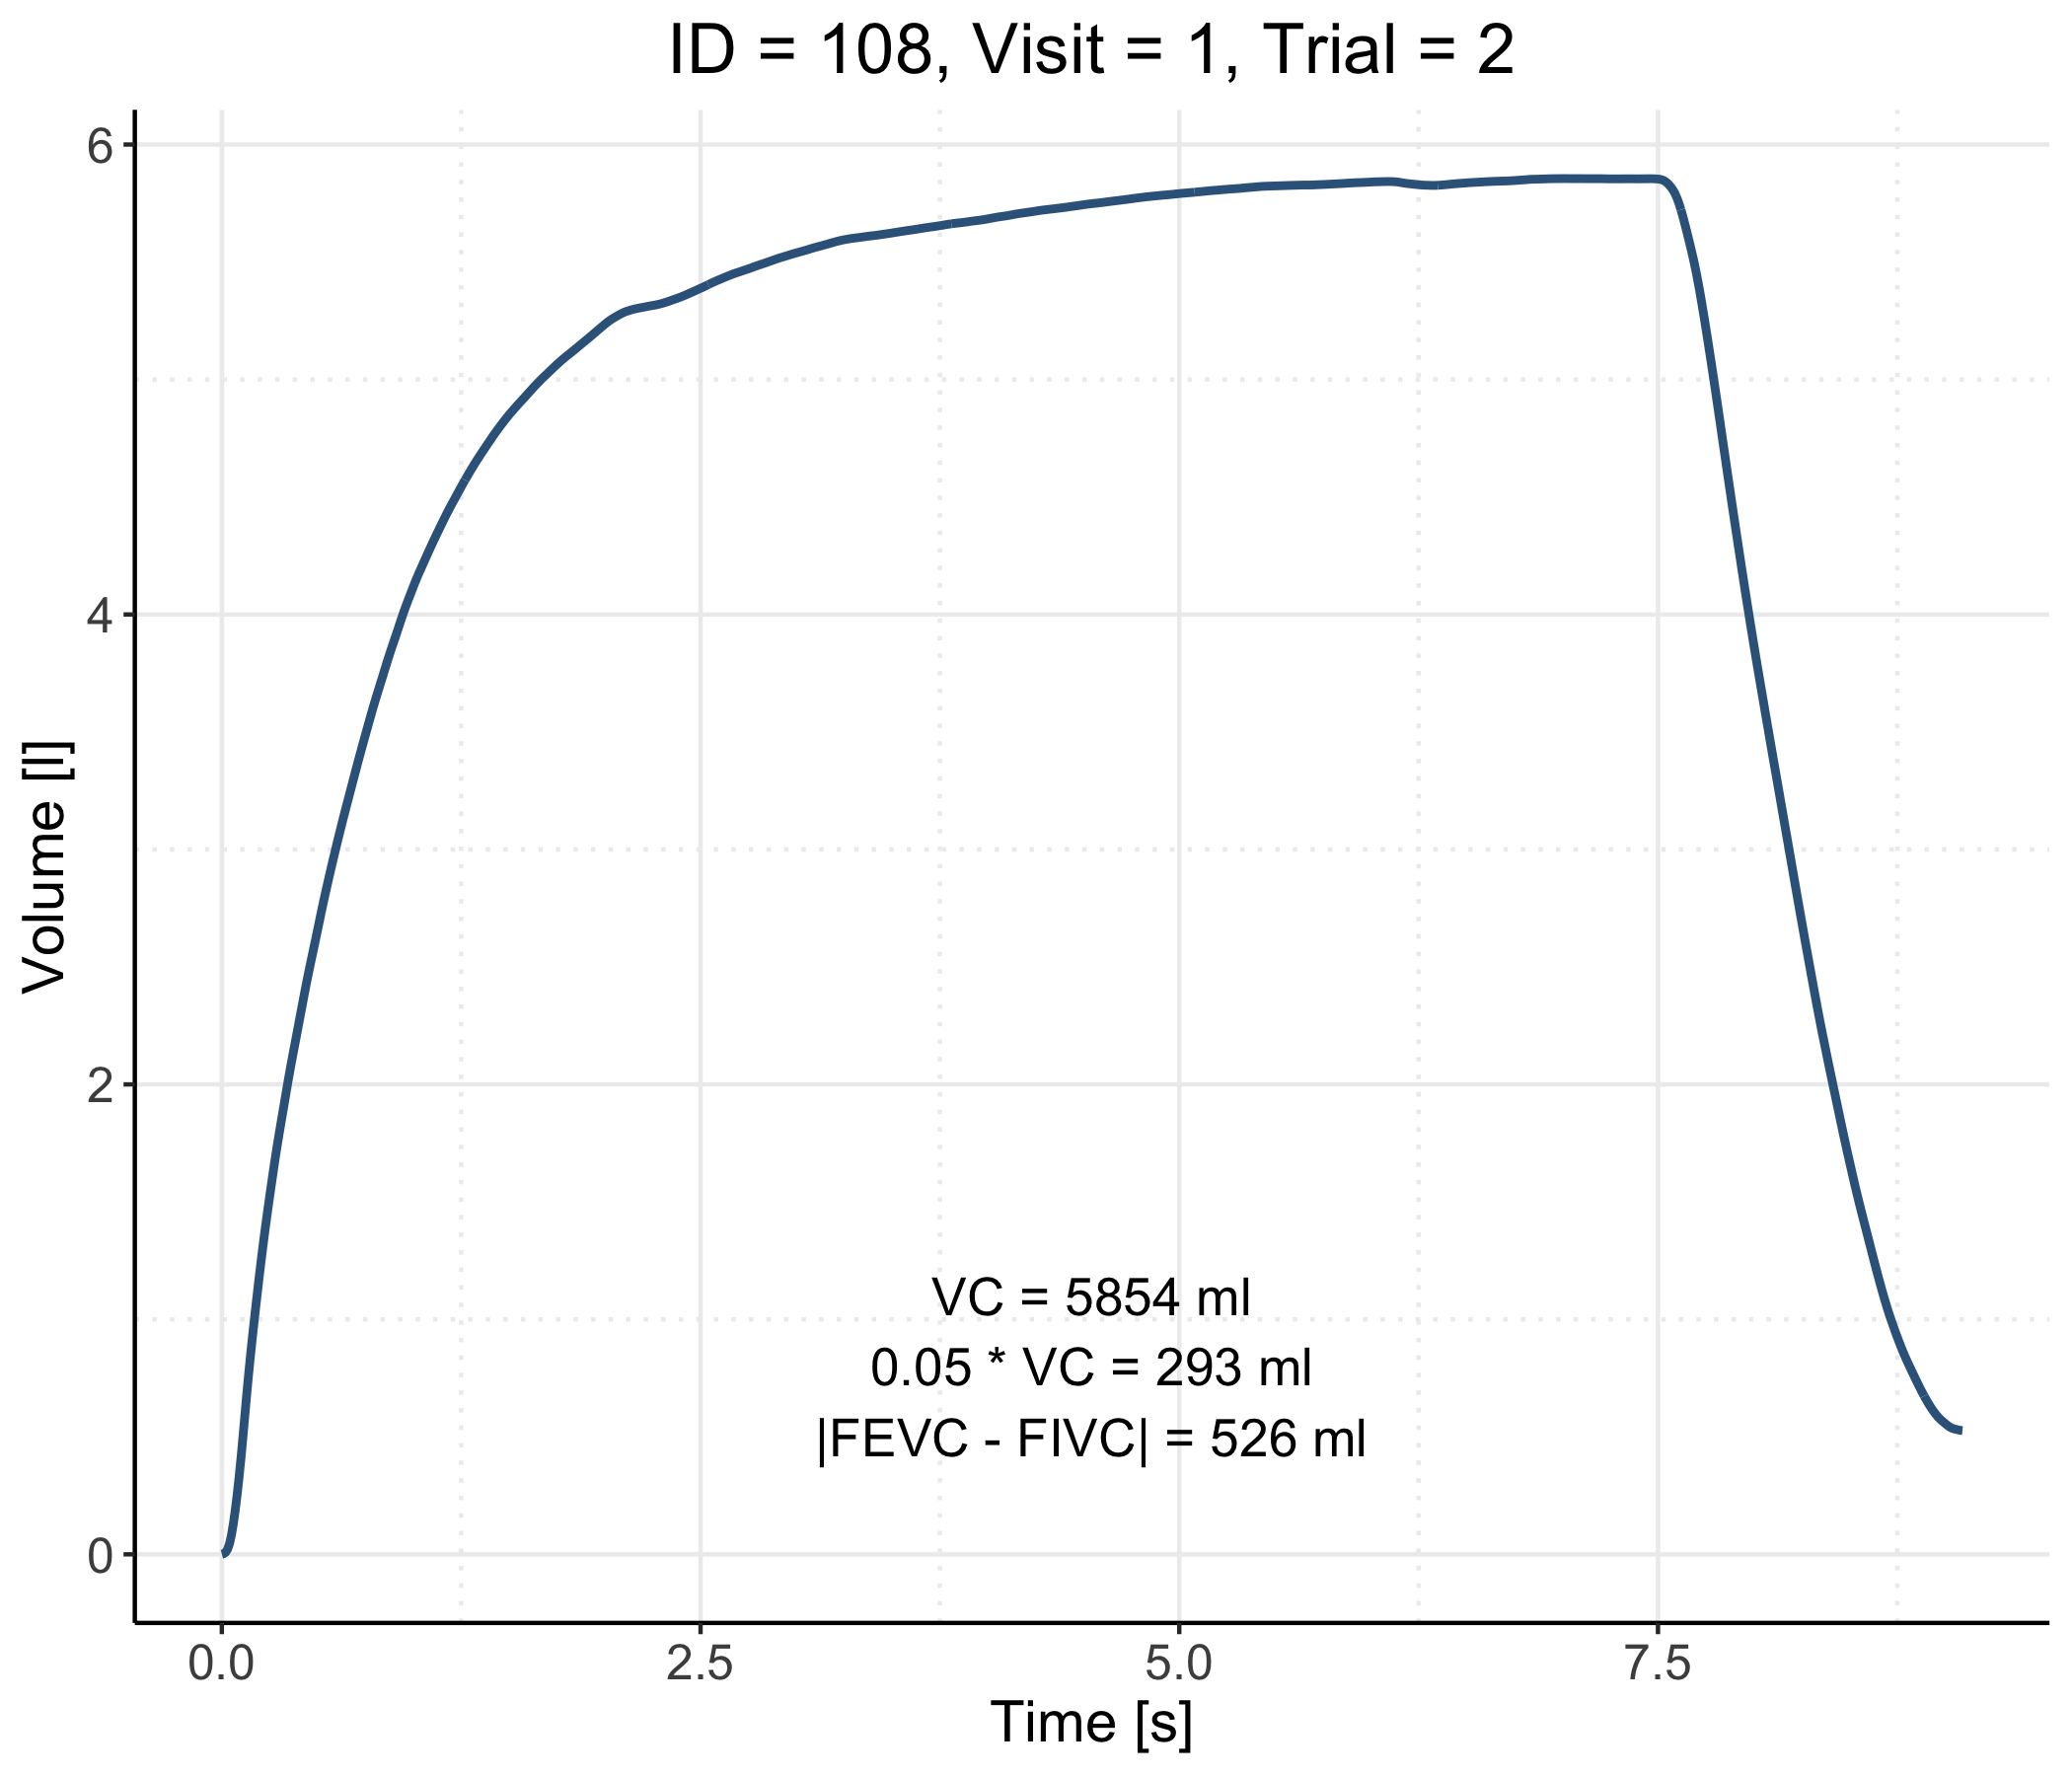 ID = 108, Visit = 1, Trial = 2
6
4
2
0
Volume [l]
VC = 5854 ml
0.05 * VC = 293 ml
|FEVC - FIVC| = 526 ml
0.0 2.5 5.0 7.5
Time [s]